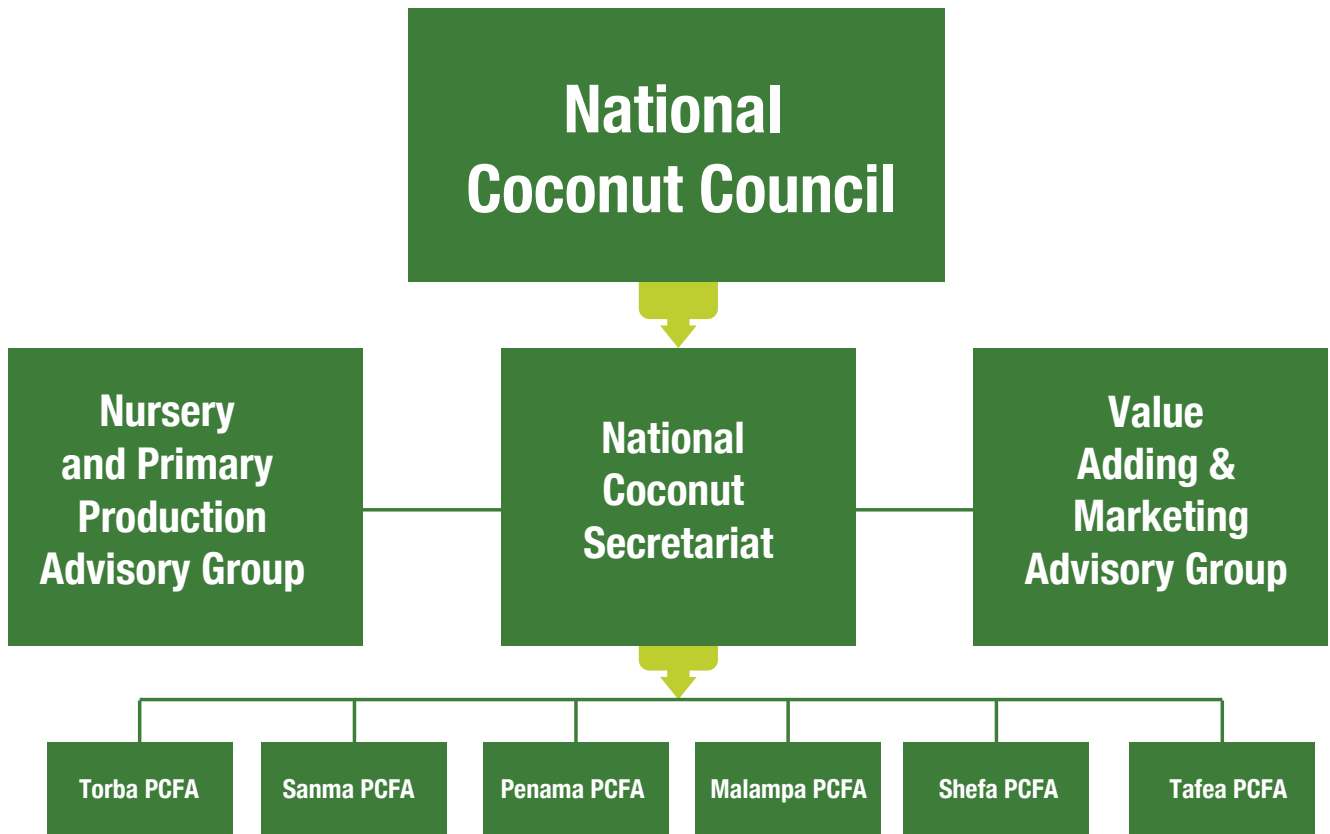 National
Coconut Council
Nursery
and Primary
Production
Advisory Group
National
Coconut
Secretariat
Value
Adding &
Marketing
Advisory Group
Torba PCFA
Sanma PCFA
Penama PCFA
Malampa PCFA
Shefa PCFA
Tafea PCFA